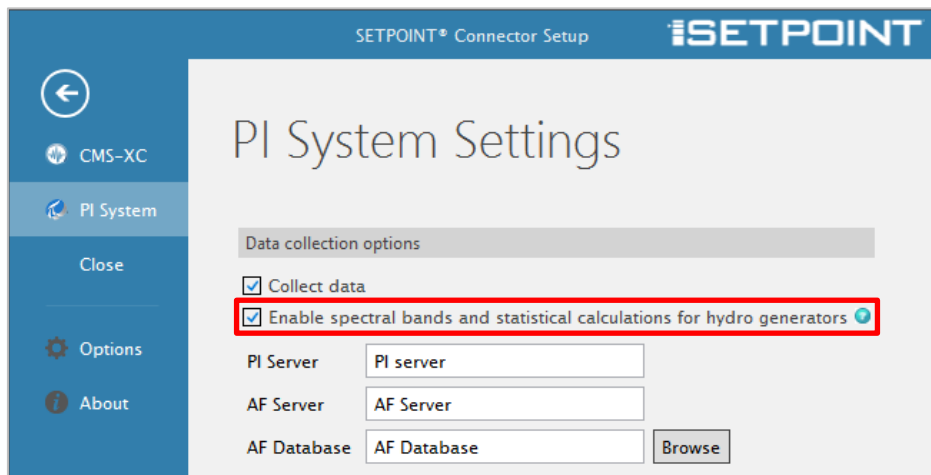 SETPOINT® Connector Setup
SETPOINT
CMS-XC
PI System
Close
Options
About
PI System Settings
Data collection options
Collect data
Enable spectral bands and statistical calculations for hydro generators
PI Server PI server
AF Server AF Server
AF Database AF Database Browse